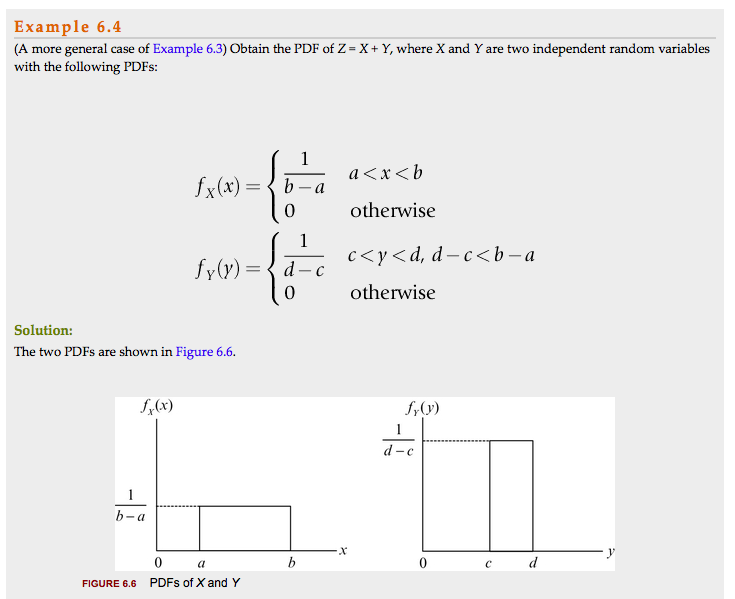 Example 6.4
(A more general case of Example 6.3) Obtain the PDF of Z = X + Y, where X and Y are two independent random variables
with the following PDFs:
f_X(x) = { 1/(b − a)   a < x < b
0   otherwise
f_Y(y) = { 1/(d − c)   c < y < d, d − c < b − a
0   otherwise
Solution:
The two PDFs are shown in Figure 6.6.
f_X(x)
1/(b − a)
0 a b x
f_Y(y)
1/(d − c)
0 c d y
FIGURE 6.6 PDFs of X and Y